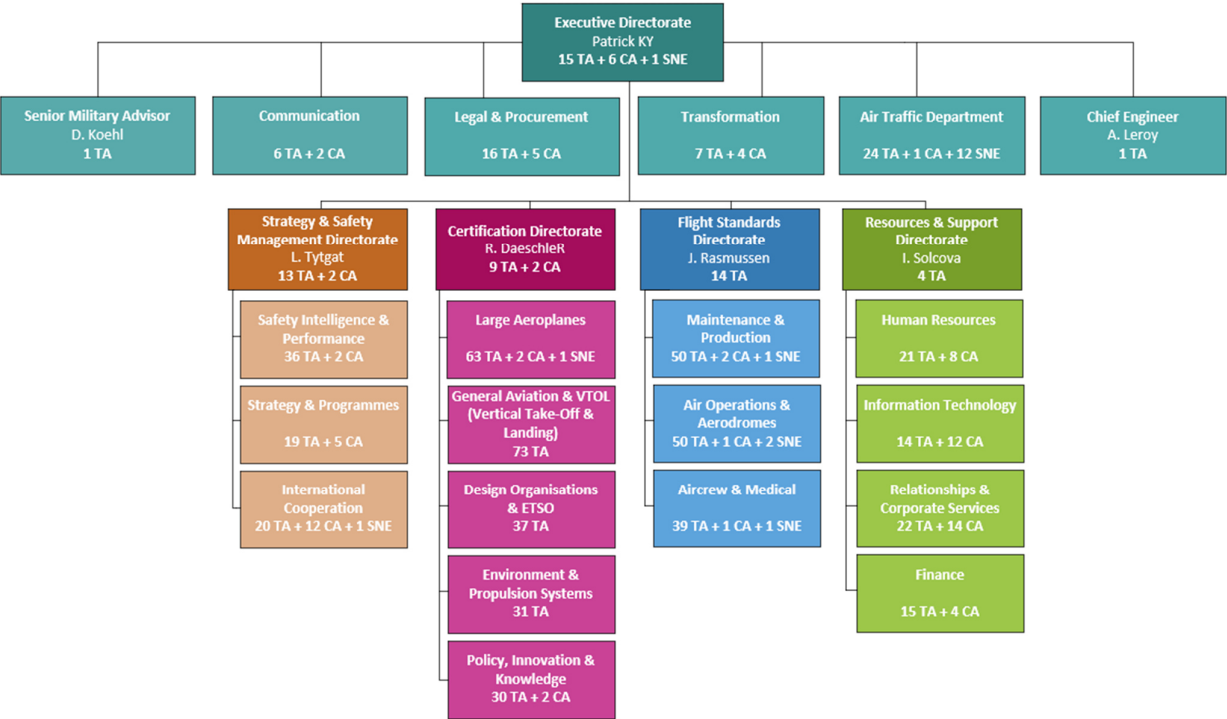 Executive Directorate
Patrick KY
15 TA + 6 CA + 1 SNE
Senior Military Advisor
D. Koehl
1 TA
Communication
6 TA + 2 CA
Legal & Procurement
16 TA + 5 CA
Transformation
7 TA + 4 CA
Air Traffic Department
24 TA + 1 CA + 12 SNE
Chief Engineer
A. Leroy
1 TA
Strategy & Safety
Management Directorate
L. Tytgat
13 TA + 2 CA
Safety Intelligence &
Performance
36 TA + 2 CA
Strategy & Programmes
19 TA + 5 CA
International
Cooperation
20 TA + 12 CA + 1 SNE
Certification Directorate
R. DaeschleR
9 TA + 2 CA
Large Aeroplanes
63 TA + 2 CA + 1 SNE
General Aviation & VTOL
(Vertical Take-Off &
Landing)
73 TA
Design Organisations
& ETSO
37 TA
Environment &
Propulsion Systems
31 TA
Policy, Innovation &
Knowledge
30 TA + 2 CA
Flight Standards
Directorate
J. Rasmussen
14 TA
Maintenance &
Production
50 TA + 2 CA + 1 SNE
Air Operations &
Aerodromes
50 TA + 1 CA + 2 SNE
Aircrew & Medical
39 TA + 1 CA + 1 SNE
Resources & Support
Directorate
I. Solcova
4 TA
Human Resources
21 TA + 8 CA
Information Technology
14 TA + 12 CA
Relationships &
Corporate Services
22 TA + 14 CA
Finance
15 TA + 4 CA